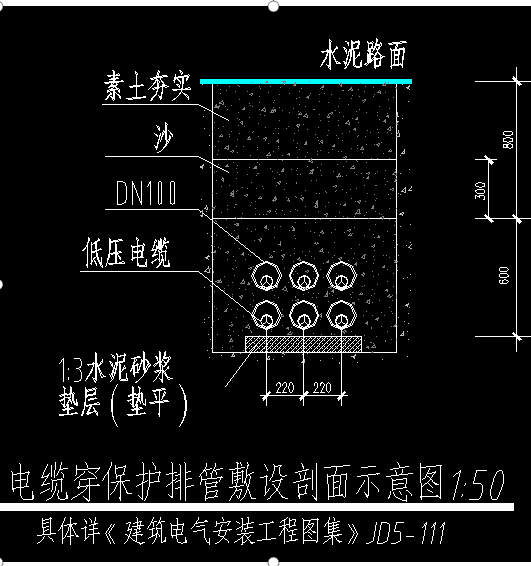 水泥路面
素土夯实
沙
DN100
低压电缆
800
300
600
1:3水泥砂浆
垫层(垫平)
220 220
电缆穿保护排管敷设剖面示意图1:50
具体详《建筑电气安装工程图集》JD5-111